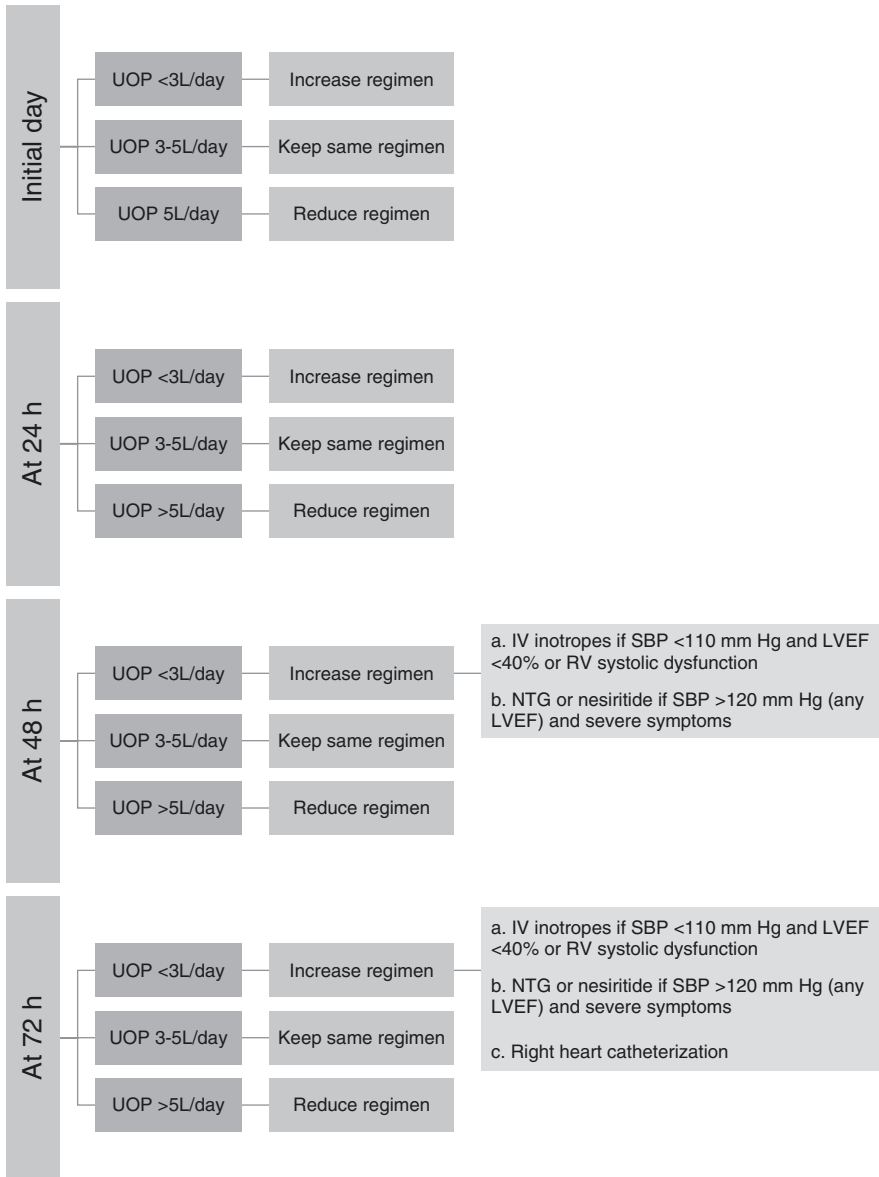 Initial day
UOP <3L/day
Increase regimen
UOP 3-5L/day
Keep same regimen
UOP 5L/day
Reduce regimen
At 24 h
UOP <3L/day
Increase regimen
UOP 3-5L/day
Keep same regimen
UOP >5L/day
Reduce regimen
At 48 h
UOP <3L/day
Increase regimen
a. IV inotropes if SBP <110 mm Hg and LVEF
<40% or RV systolic dysfunction
b. NTG or nesiritide if SBP >120 mm Hg (any
LVEF) and severe symptoms
UOP 3-5L/day
Keep same regimen
UOP >5L/day
Reduce regimen
At 72 h
UOP <3L/day
Increase regimen
a. IV inotropes if SBP <110 mm Hg and LVEF
<40% or RV systolic dysfunction
b. NTG or nesiritide if SBP >120 mm Hg (any
LVEF) and severe symptoms
c. Right heart catheterization
UOP 3-5L/day
Keep same regimen
UOP >5L/day
Reduce regimen